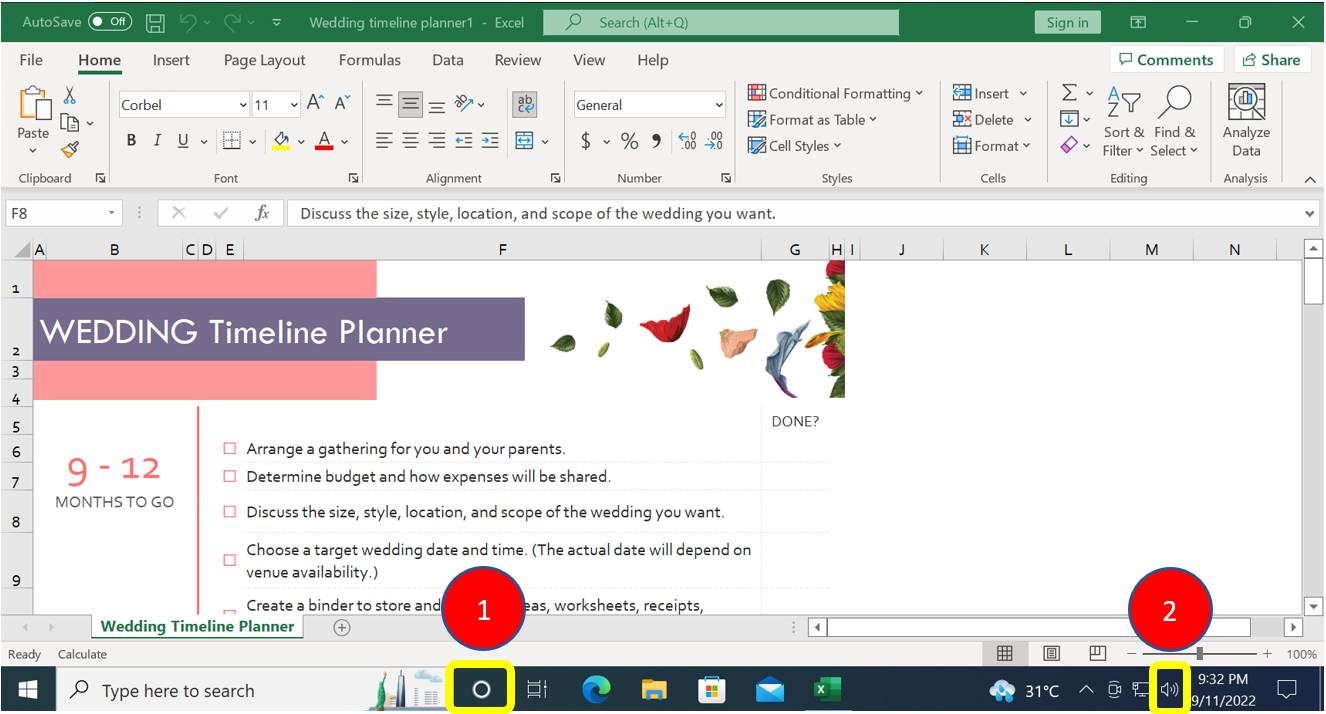 AutoSave Off Wedding timeline planner1 - Excel Search (Alt+Q) Sign in
File Home Insert Page Layout Formulas Data Review View Help Comments Share
Paste
Clipboard
Corbel 11
B I U
Font
ab
Alignment
General
$ % 9
Number
Conditional Formatting
Format as Table
Cell Styles
Styles
Insert
Delete
Format
Cells
Sort &
Filter
Find &
Select
Editing
Analyze
Data
Analysis
F8 fx Discuss the size, style, location, and scope of the wedding you want.
A B C D E F G H I J K L M N
1
2 WEDDING Timeline Planner
3
4
5 DONE?
6 Arrange a gathering for you and your parents.
9 - 12
7 Determine budget and how expenses will be shared.
MONTHS TO GO
8 Discuss the size, style, location, and scope of the wedding you want.
Choose a target wedding date and time. (The actual date will depend on
9 venue availability.)
Create a binder to store and eas, worksheets, receipts,
1
2
Wedding Timeline Planner
Ready Calculate 100%
Type here to search 31°C 9:32 PM
9/11/2022